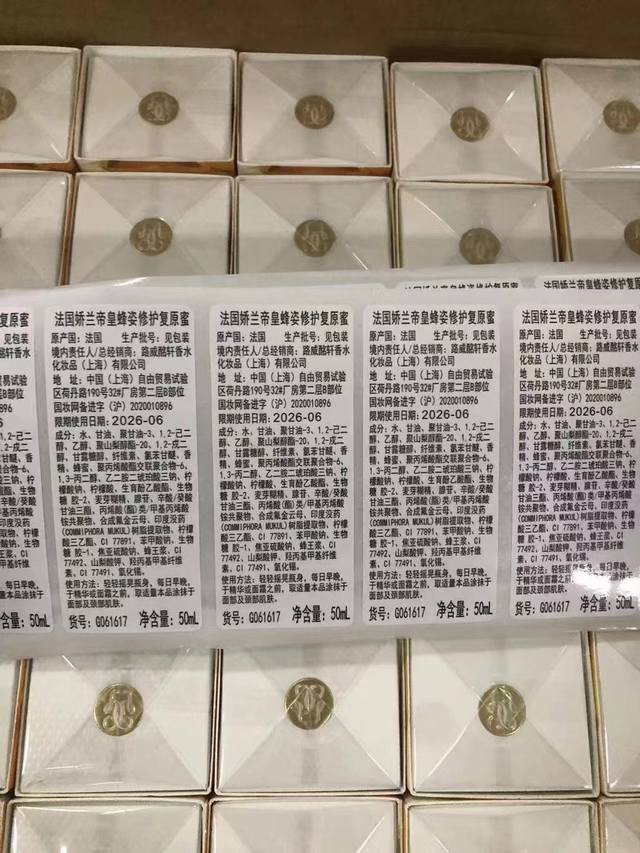 法国娇兰帝皇蜂姿修护复原蜜
原产国：法国 生产批号：见包装
境内责任人/总经销商：路威酩轩香水
化妆品（上海）有限公司
地 址：中国（上海）自由贸易试验
区荷丹路190号32#厂房第二层B部位
国妆网备进字（沪）2020010896
限期使用日期：2026-06
成分：水、甘油、聚甘油-3、1,2-己二
醇、乙醇、聚山梨醇酯-20、1,2-戊二
醇、甘露糖醇、纤维素、氨苯甘醚、香
精、蜂蜜、聚丙烯酸酯交联聚合物-6、
1,3-丙二醇、乙二胺二琥珀酸三钠、柠
檬酸钠、柠檬酸、生育酚乙酸酯、生物
糖胶-2、麦芽糊精、藤苷、辛酸/癸酸
甘油三酯、丙烯酸(酯)类/甲基丙烯酸
铵共聚物、合成氟金云母、印度没药
(COMMIPHORA MUKUL)树脂提取物、柠檬
酸三乙酯、CI 77891、苯甲酸钠、生物
糖 胶-1、焦亚硫酸钠、蜂王浆、CI
77492、山梨酸钾、羟丙基甲基纤维
素、CI 77491、氧化锡。
使用方法：轻轻摇晃瓶身，每日早晚，
于精华或面霜之前，取适量本品涂抹于
面部及颈部肌肤。
货号：G061617 净含量：50mL